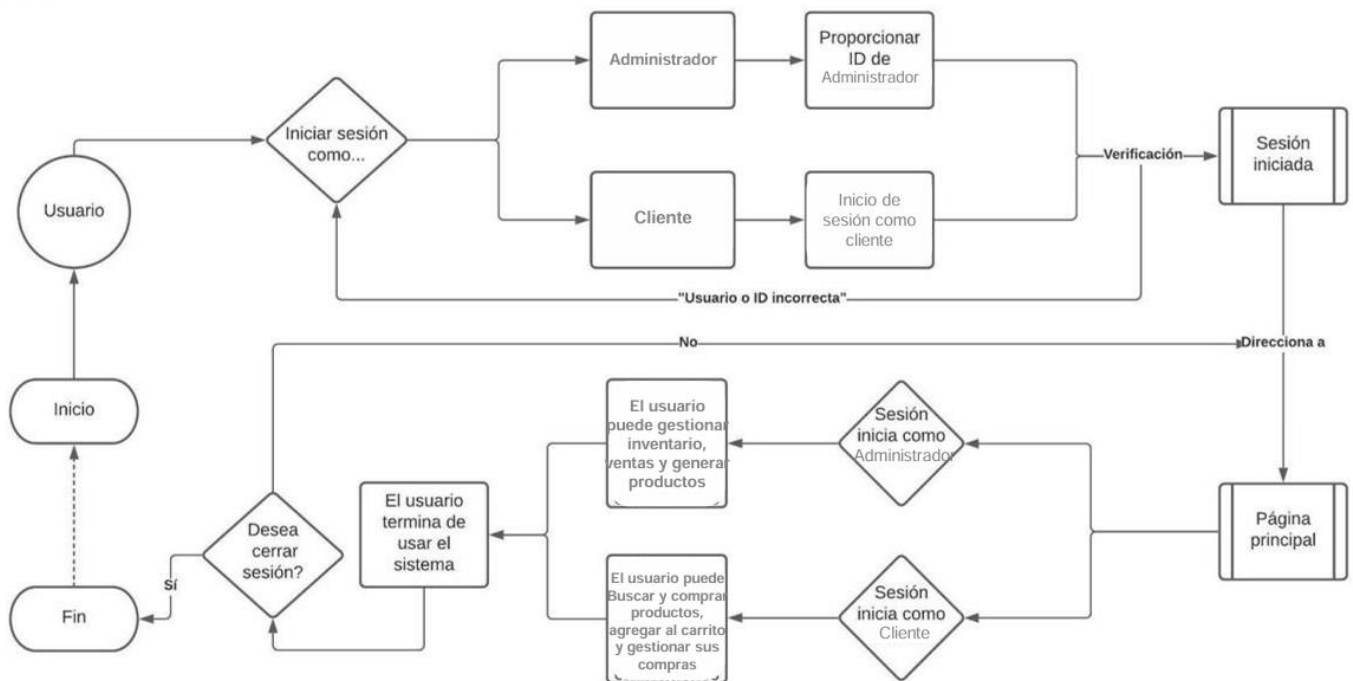 Administrador
Proporcionar
ID de
Administrador
Iniciar sesión
como...
Verificación
Sesión
iniciada
Usuario
Cliente
Inicio de
sesión como
cliente
"Usuario o ID incorrecta"
No
Direcciona a
Inicio
El usuario
puede gestionar
inventario,
ventas y generar
productos
Sesión
inicia como
Administrador
El usuario
termina de
usar el
sistema
Desea
cerrar
sesión?
Página
principal
Sí
Fin
El usuario puede
Buscar y comprar
productos,
agregar al carrito
y gestionar sus
compras
Sesión
inicia como
Cliente